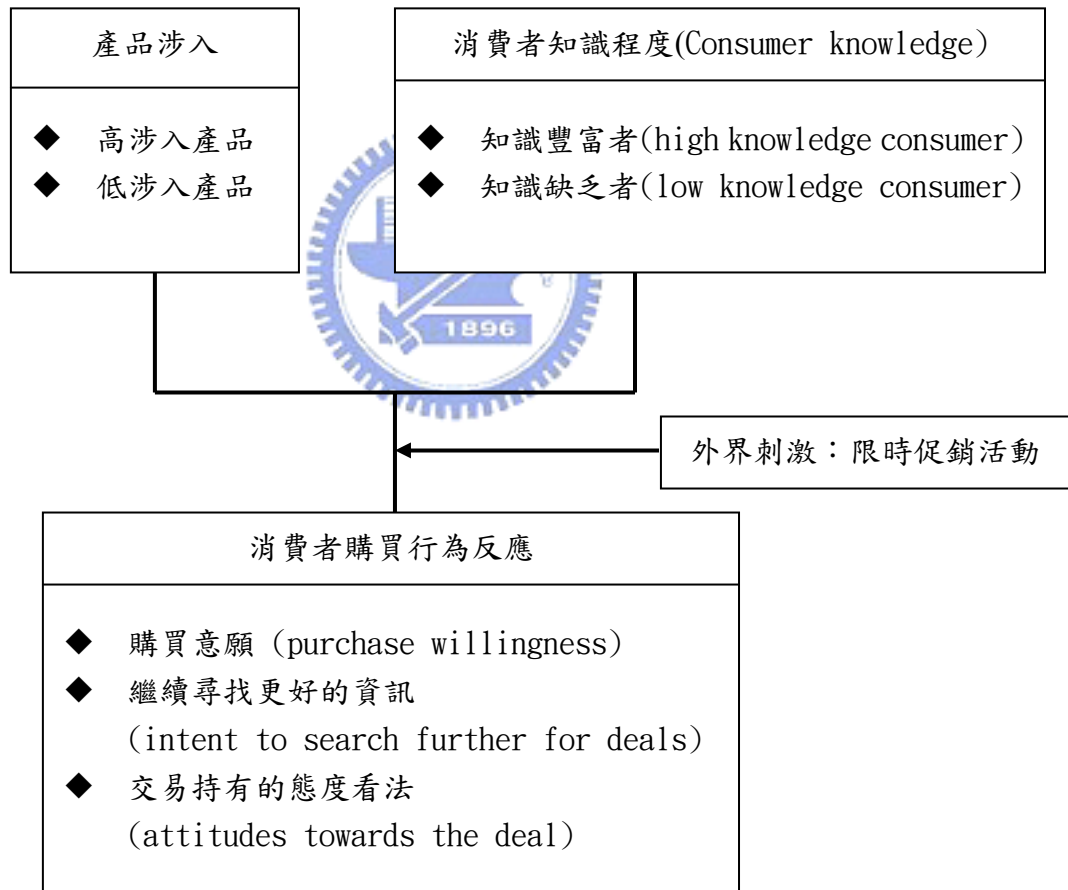 產品涉入
◆ 高涉入產品
◆ 低涉入產品
消費者知識程度(Consumer knowledge)
◆ 知識豐富者(high knowledge consumer)
◆ 知識缺乏者(low knowledge consumer)
1896
外界刺激：限時促銷活動
消費者購買行為反應
◆ 購買意願 (purchase willingness)
◆ 繼續尋找更好的資訊
(intent to search further for deals)
◆ 交易持有的態度看法
(attitudes towards the deal)